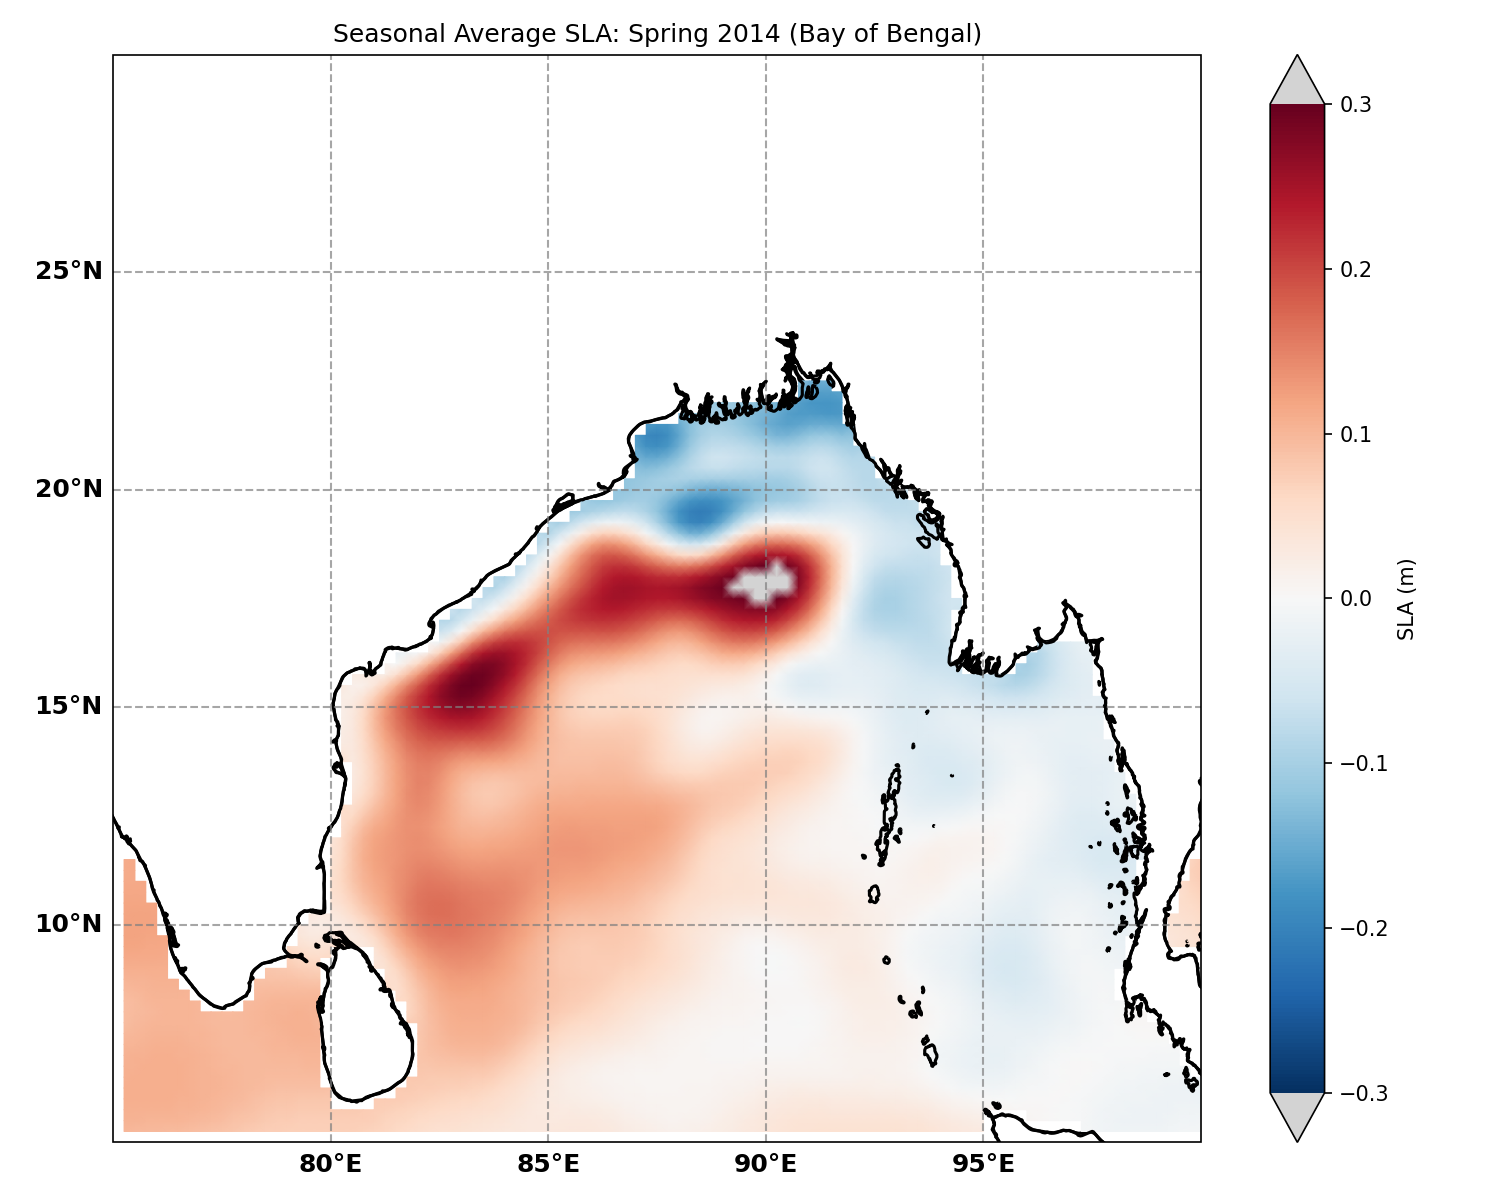 Seasonal Average SLA: Spring 2014 (Bay of Bengal)
25°N
20°N
15°N
10°N
80°E
85°E
90°E
95°E
0.3
0.2
0.1
0.0
−0.1
−0.2
−0.3
SLA (m)